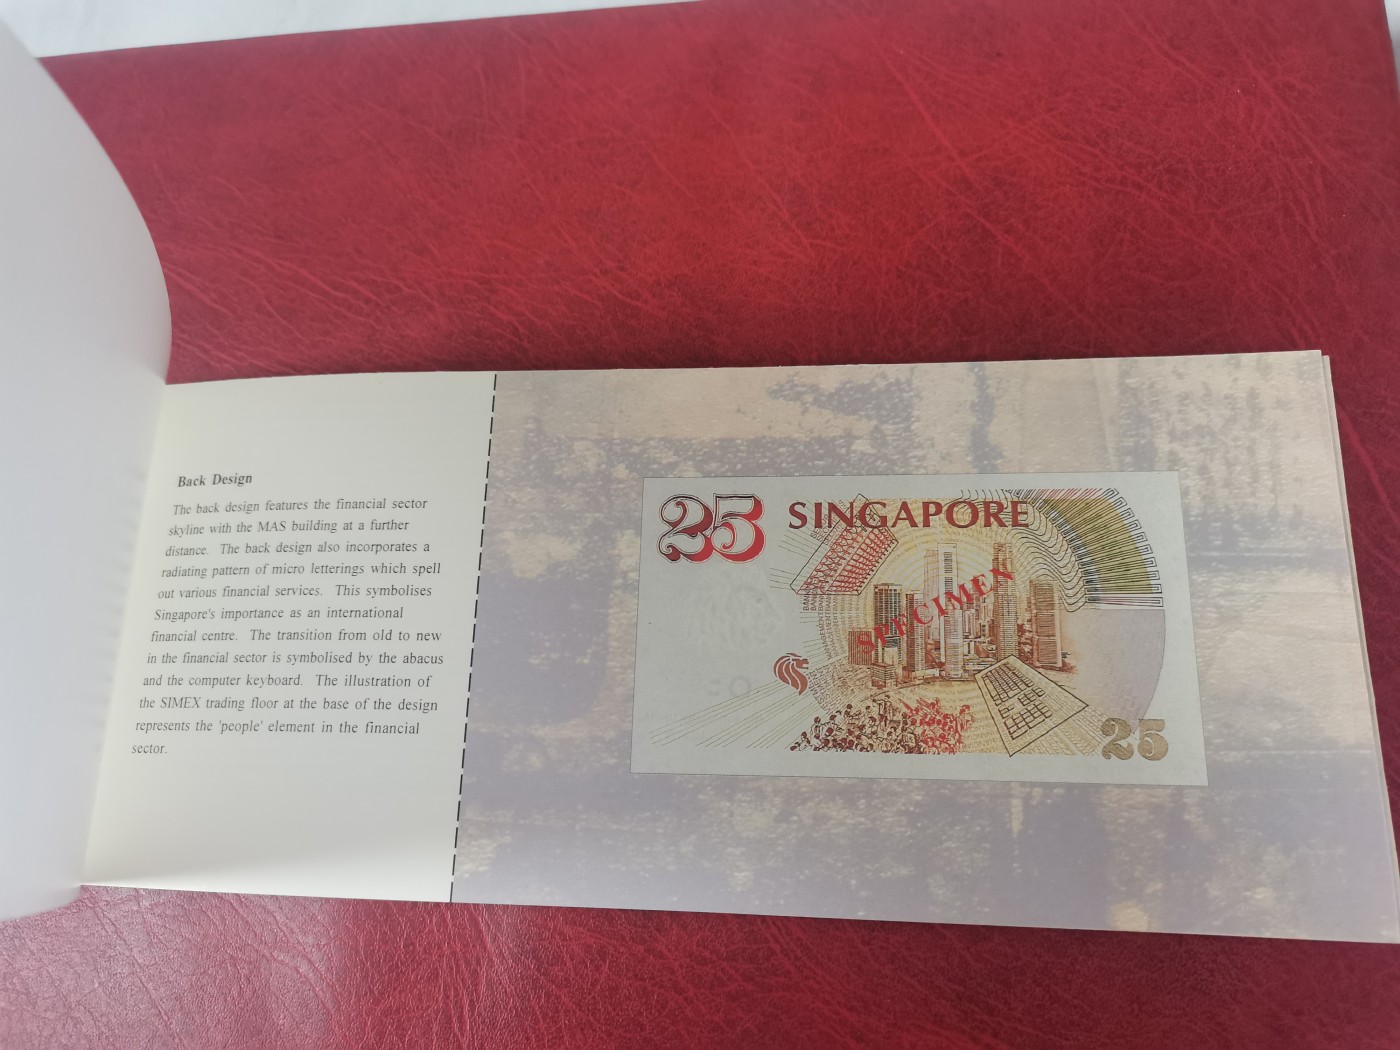 Back Design
The back design features the financial sector
skyline with the MAS building at a further
distance. The back design also incorporates a
radiating pattern of micro letterings which spell
out various financial services. This symbolises
Singapore's importance as an international
financial centre. The transition from old to new
in the financial sector is symbolised by the abacus
and the computer keyboard. The illustration of
the SIMEX trading floor at the base of the design
represents the 'people' element in the financial
sector.
25
SINGAPORE
SPECIMEN
25